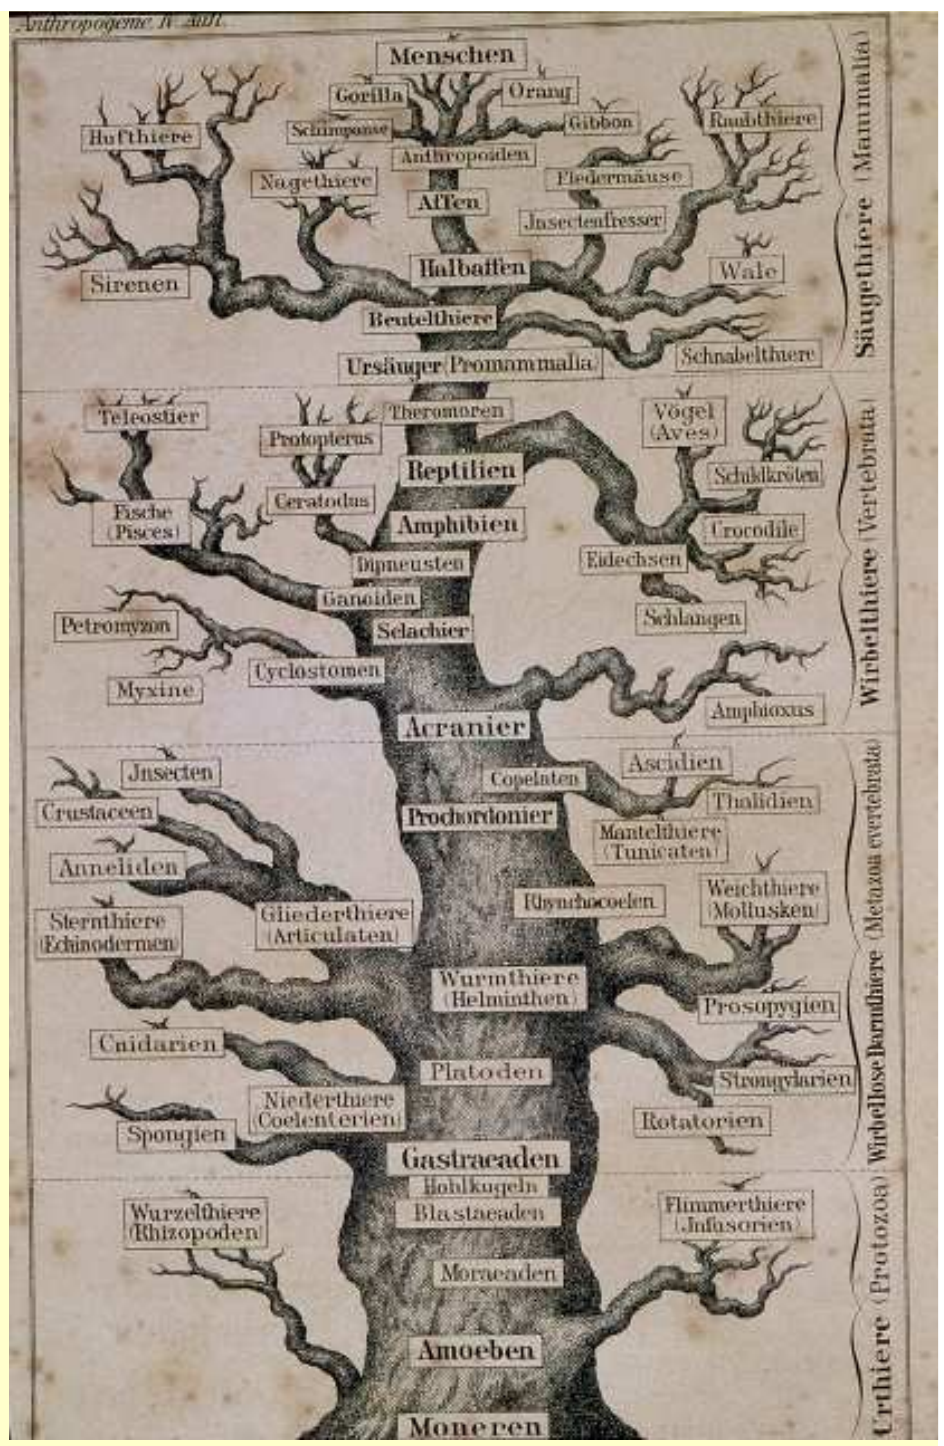 Anthropogenie. IV. Aufl.
Menschen
Gorilla
Orang
Schimpanse
Gibbon
Hufthiere
Raubthiere
Anthropoiden
Nagethiere
Fledermäuse
Affen
Jnsectenfresser
Halbaffen
Wale
Sirenen
Beutelthiere
Schnabelthiere
Ursäuger (Promammalia)
Säugethiere (Mammalia)
Teleostier
Theromoren
Vögel
(Aves)
Protopterus
Reptilien
Schildkröten
Ceratodus
Fische
(Pisces)
Amphibien
Crocodile
Dipneusten
Eidechsen
Ganoiden
Schlangen
Petromyzon
Selachier
Cyclostomen
Myxine
Amphioxus
Acranier
Wirbelthiere (Vertebrata)
Jnsecten
Ascidien
Copelaten
Crustaceen
Thalidien
Prochordonier
Mantelthiere
(Tunicaten)
Anneliden
Rhynchocoelen
Weichthiere
(Mollusken)
Gliederthiere
(Articulaten)
Sternthiere
(Echinodermen)
Wurmthiere
(Helminthen)
Prosopygien
Cnidarien
Platoden
Strongylarien
Niederthiere
(Coelenterien)
Rotatorien
Spongien
Gastraeaden
Wirbellose Darmthiere (Metazoa evertebrata)
Hohlkugeln
Blastaeaden
Wurzelthiere
(Rhizopoden)
Flimmerthiere
(Jnfusorien)
Moraeaden
Amoeben
Moneren
Urthiere (Protozoa)